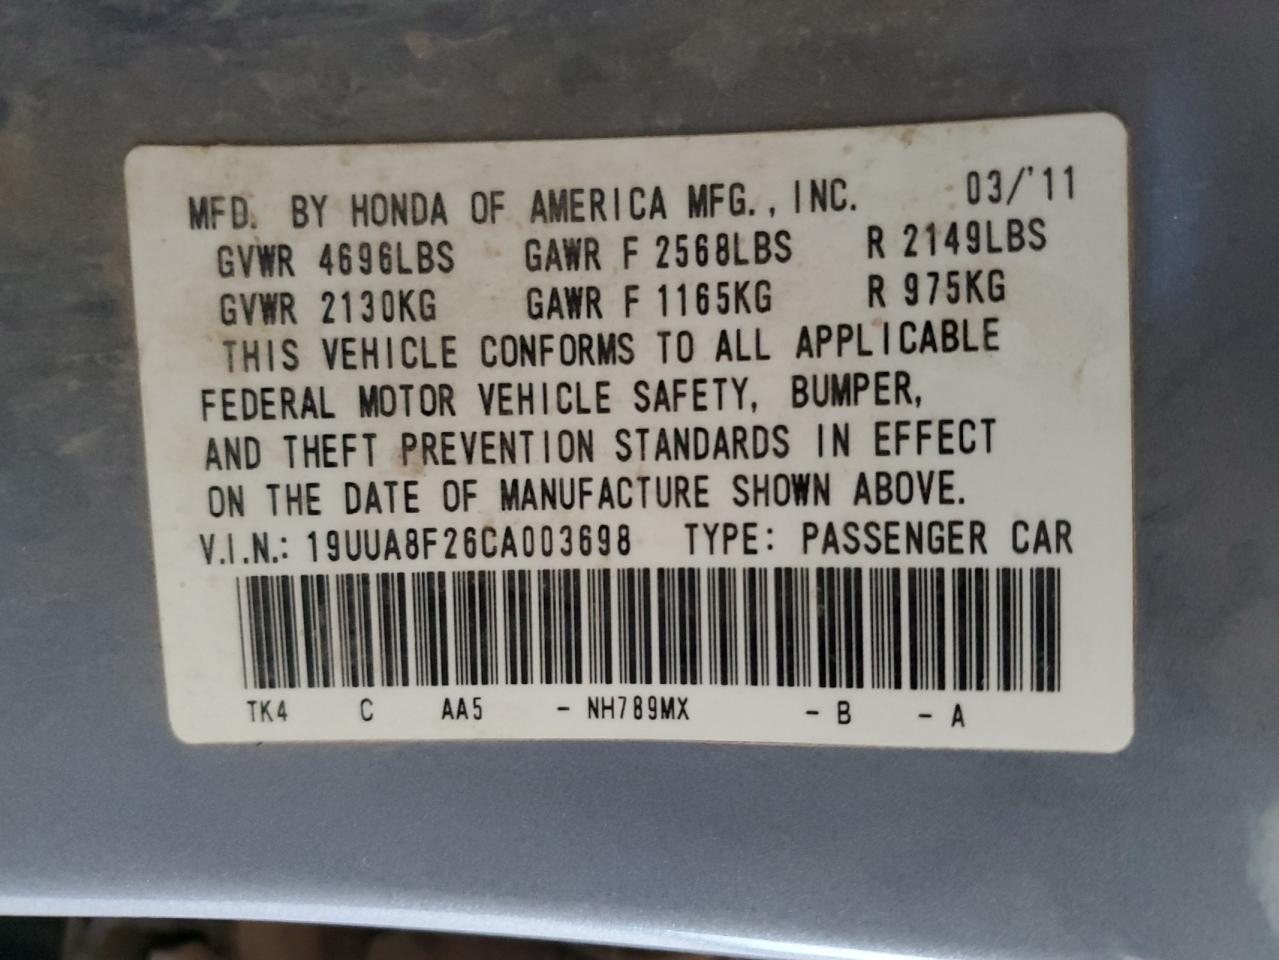 MFD. BY HONDA OF AMERICA MFG., INC. 03/'11
GVWR 4696LBS GAWR F 2568LBS R 2149LBS
GVWR 2130KG GAWR F 1165KG R 975KG
THIS VEHICLE CONFORMS TO ALL APPLICABLE
FEDERAL MOTOR VEHICLE SAFETY, BUMPER,
AND THEFT PREVENTION STANDARDS IN EFFECT
ON THE DATE OF MANUFACTURE SHOWN ABOVE.
V.I.N.: 19UUA8F26CA003698 TYPE: PASSENGER CAR
TK4 C AA5 - NH789MX - B - A